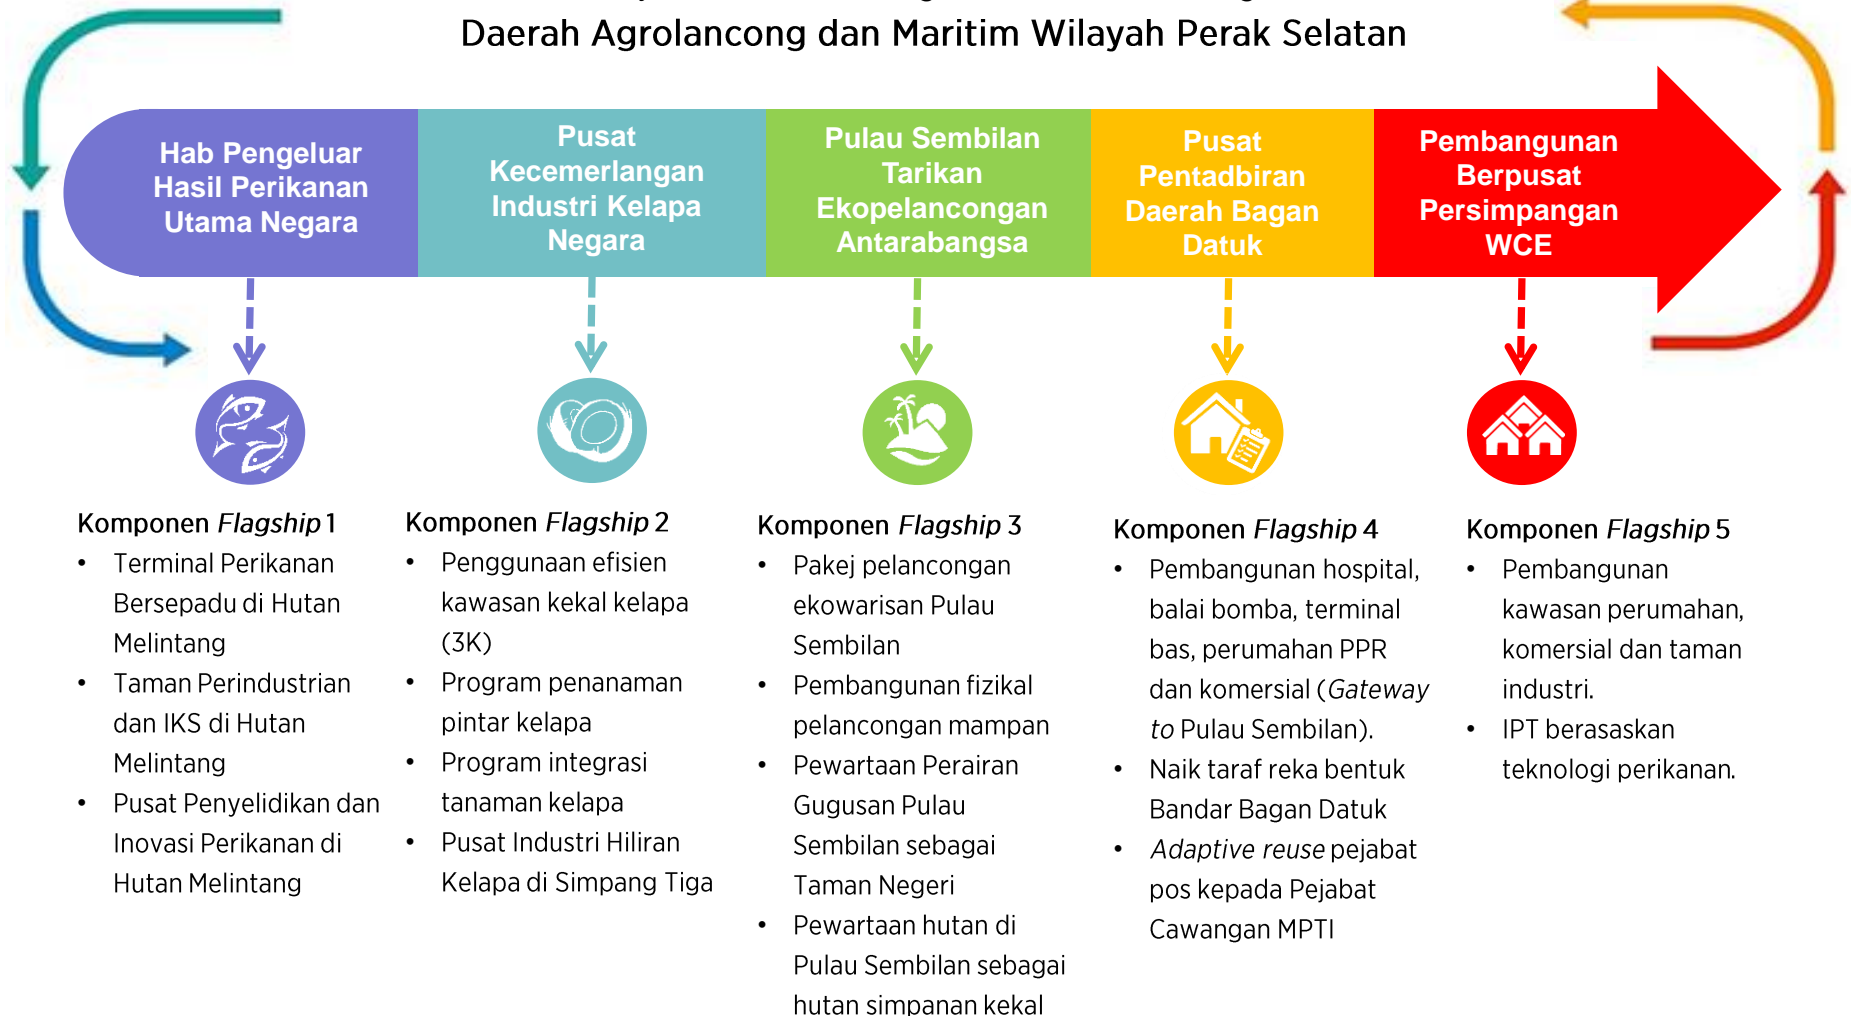 Daerah Agrolancong dan Maritim Wilayah Perak Selatan
Hab Pengeluar
Hasil Perikanan
Utama Negara
Pusat
Kecemerlangan
Industri Kelapa
Negara
Pulau Sembilan
Tarikan
Ekopelancongan
Antarabangsa
Pusat
Pentadbiran
Daerah Bagan
Datuk
Pembangunan
Berpusat
Persimpangan
WCE
Komponen Flagship 1
• Terminal Perikanan
Bersepadu di Hutan
Melintang
• Taman Perindustrian
dan IKS di Hutan
Melintang
• Pusat Penyelidikan dan
Inovasi Perikanan di
Hutan Melintang
Komponen Flagship 2
• Penggunaan efisien
kawasan kekal kelapa
(3K)
• Program penanaman
pintar kelapa
• Program integrasi
tanaman kelapa
• Pusat Industri Hiliran
Kelapa di Simpang Tiga
Komponen Flagship 3
• Pakej pelancongan
ekowarisan Pulau
Sembilan
• Pembangunan fizikal
pelancongan mampan
• Pewartaan Perairan
Gugusan Pulau
Sembilan sebagai
Taman Negeri
• Pewartaan hutan di
Pulau Sembilan sebagai
hutan simpanan kekal
Komponen Flagship 4
• Pembangunan hospital,
balai bomba, terminal
bas, perumahan PPR
dan komersial (Gateway
to Pulau Sembilan).
• Naik taraf reka bentuk
Bandar Bagan Datuk
• Adaptive reuse pejabat
pos kepada Pejabat
Cawangan MPTI
Komponen Flagship 5
• Pembangunan
kawasan perumahan,
komersial dan taman
industri.
• IPT berasaskan
teknologi perikanan.